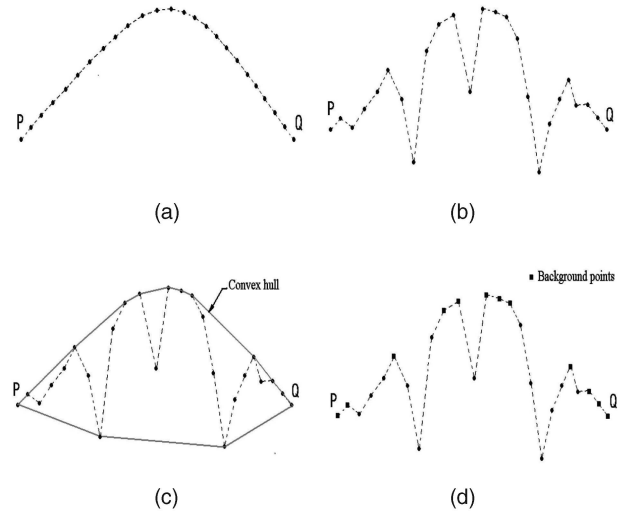 P Q
P Q
(a) (b)
Convex hull
Background points
P Q
P Q
(c) (d)